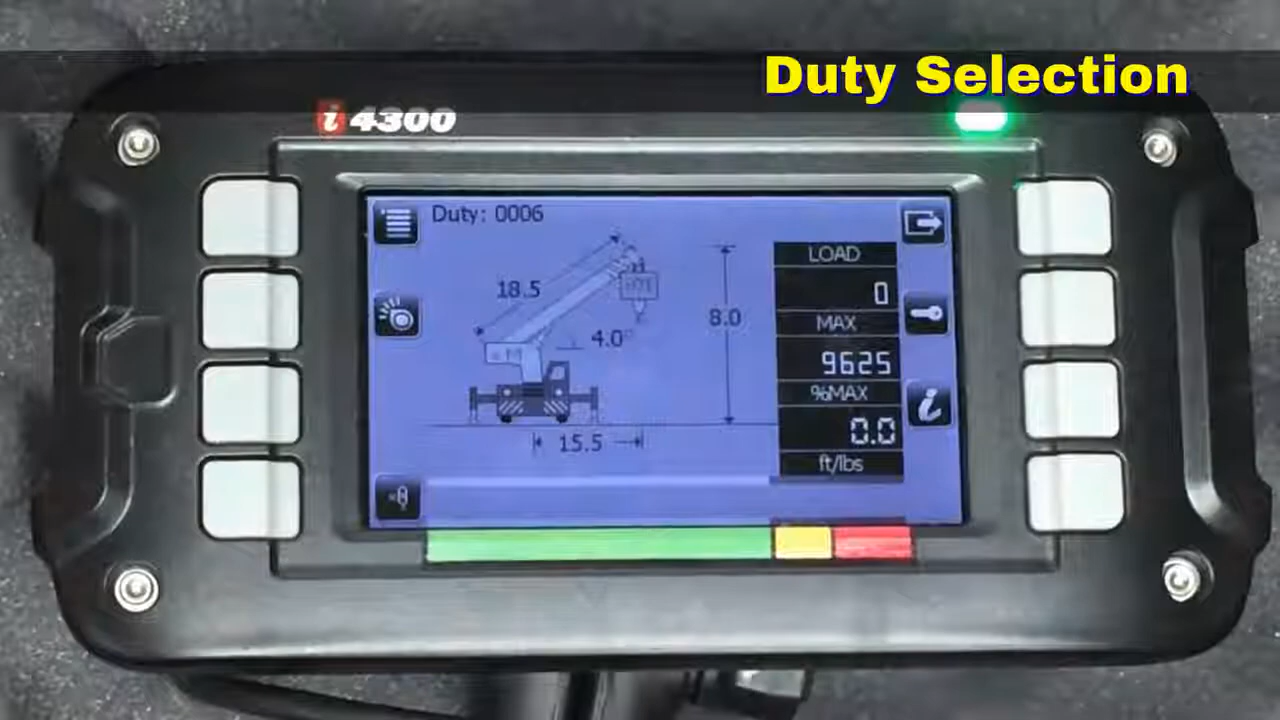 Duty Selection
i 4300
Duty: 0006
LOAD
18.5
0
8.0
MAX
4.0°
9625
%MAX
0.0
15.5
ft/lbs